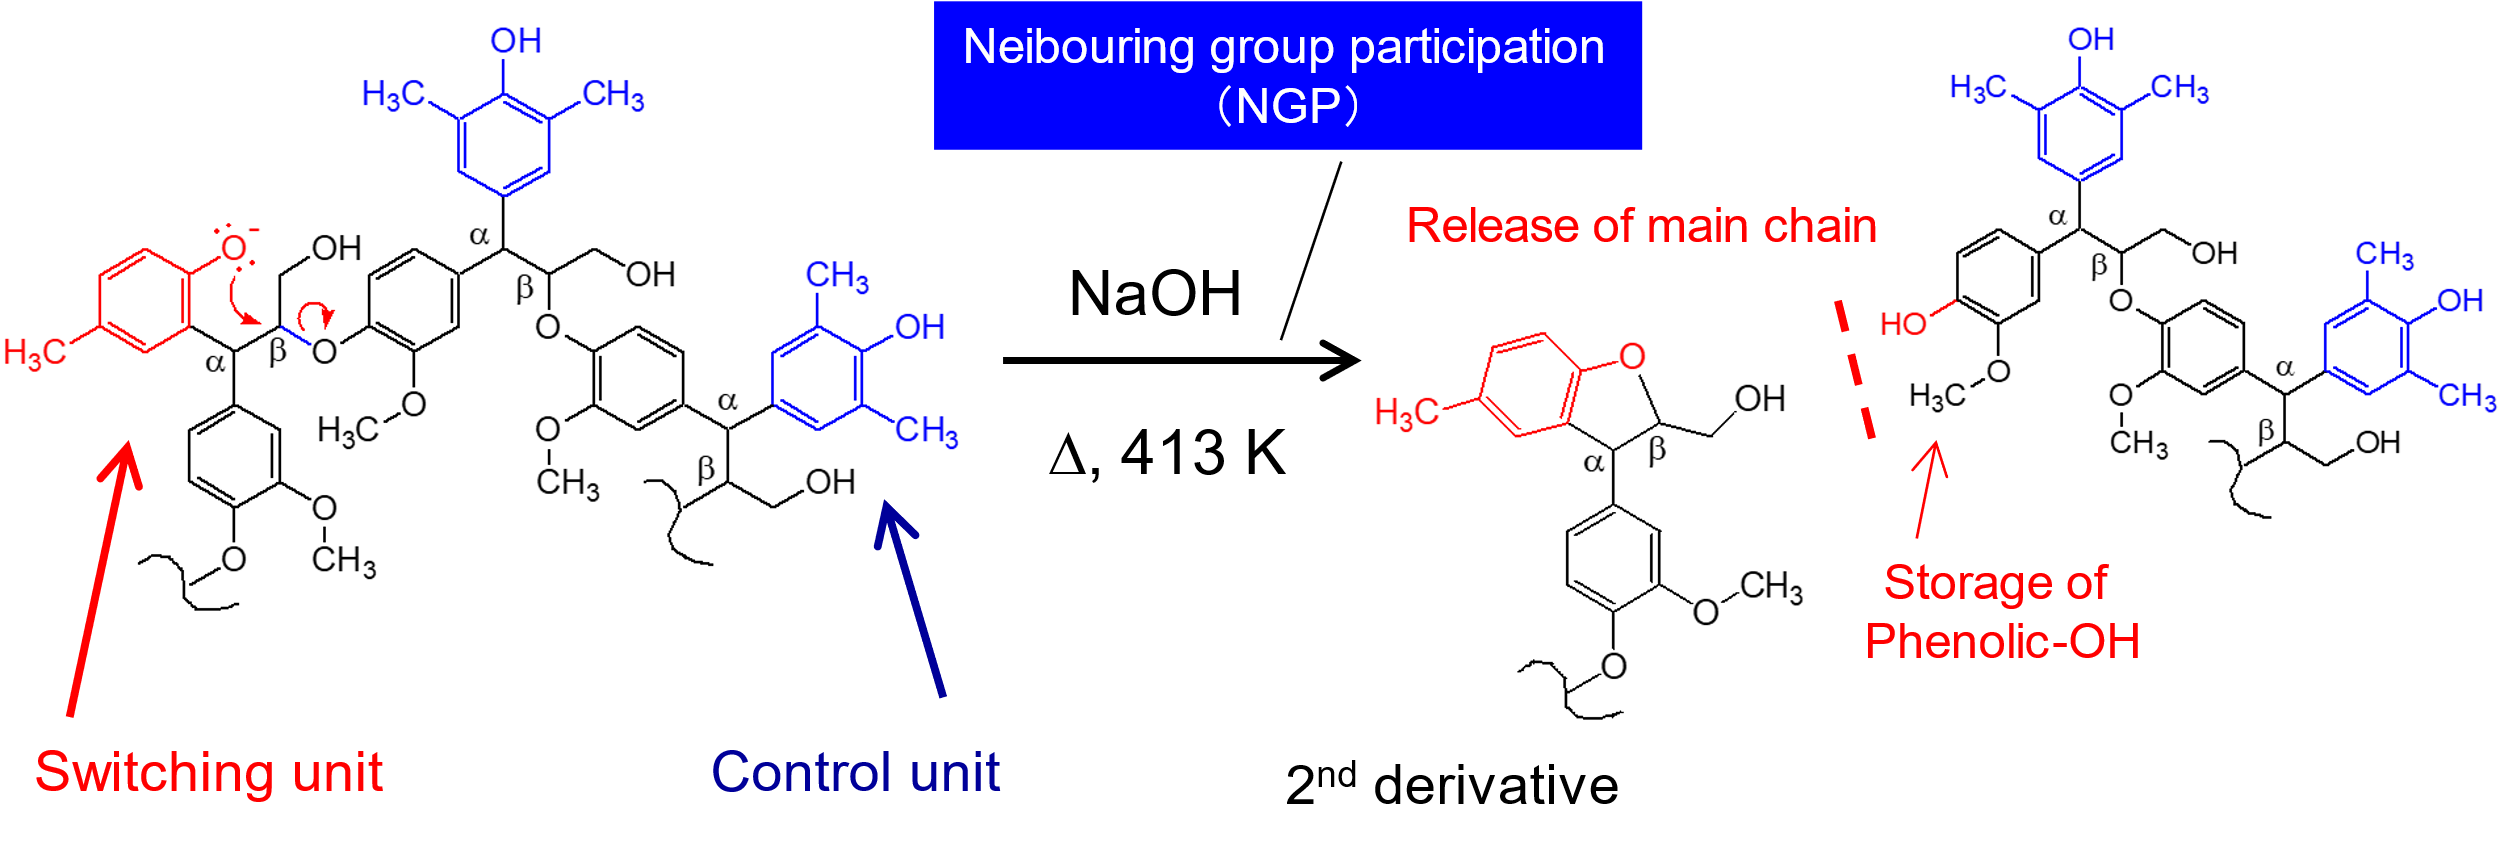 Neibouring group participation
(NGP)
OH
H₃C
CH₃
α
β
OH
O
O⁻
H₃C
α
β
OH
O
O
H₃C
O
CH₃
O
O
CH₃
CH₃
OH
CH₃
α
β
OH
NaOH
Δ, 413 K
Release of main chain
H₃C
O
OH
α
β
O
CH₃
O
OH
H₃C
CH₃
α
β
OH
HO
O
H₃C
O
O
CH₃
CH₃
OH
CH₃
α
β
OH
Storage of
Phenolic-OH
Switching unit
Control unit
2ⁿᵈ derivative